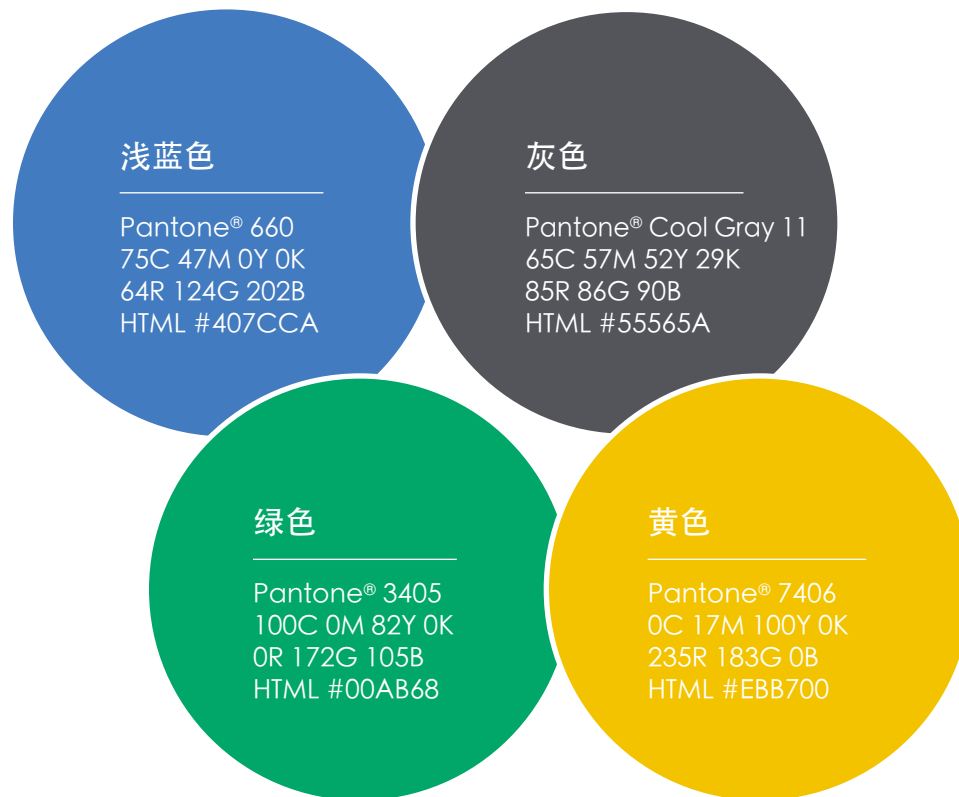 浅蓝色
Pantone® 660
75C 47M 0Y 0K
64R 124G 202B
HTML #407CCA
灰色
Pantone® Cool Gray 11
65C 57M 52Y 29K
85R 86G 90B
HTML #55565A
绿色
Pantone® 3405
100C 0M 82Y 0K
0R 172G 105B
HTML #00AB68
黄色
Pantone® 7406
0C 17M 100Y 0K
235R 183G 0B
HTML #EBB700